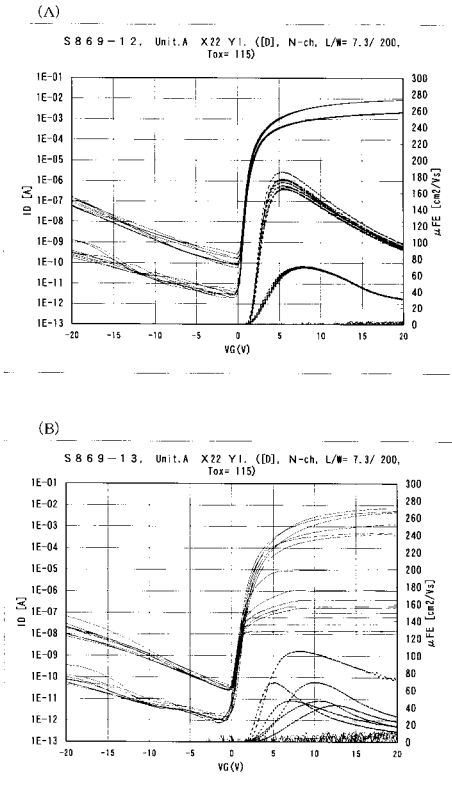 (A)
S869-12, Unit.A X22 YI. ([D], N-ch, L/W= 7.3/ 200,
Tox= 115)
1E-01
1E-02
1E-03
1E-04
1E-05
1E-06
1E-07
1E-08
1E-09
1E-10
1E-11
1E-12
1E-13
ID [A]
300
280
260
240
220
200
180
160
140
120
100
80
60
40
20
0
μFE [cm2/Vs]
-20 -15 -10 -5 0 5 10 15 20
VG(V)
(B)
S869-13, Unit.A X22 YI. ([D], N-ch, L/W= 7.3/ 200,
Tox= 115)
1E-01
1E-02
1E-03
1E-04
1E-05
1E-06
1E-07
1E-08
1E-09
1E-10
1E-11
1E-12
1E-13
ID [A]
300
280
260
240
220
200
180
160
140
120
100
80
60
40
20
0
μFE [cm2/Vs]
-20 -15 -10 -5 0 5 10 15 20
VG(V)